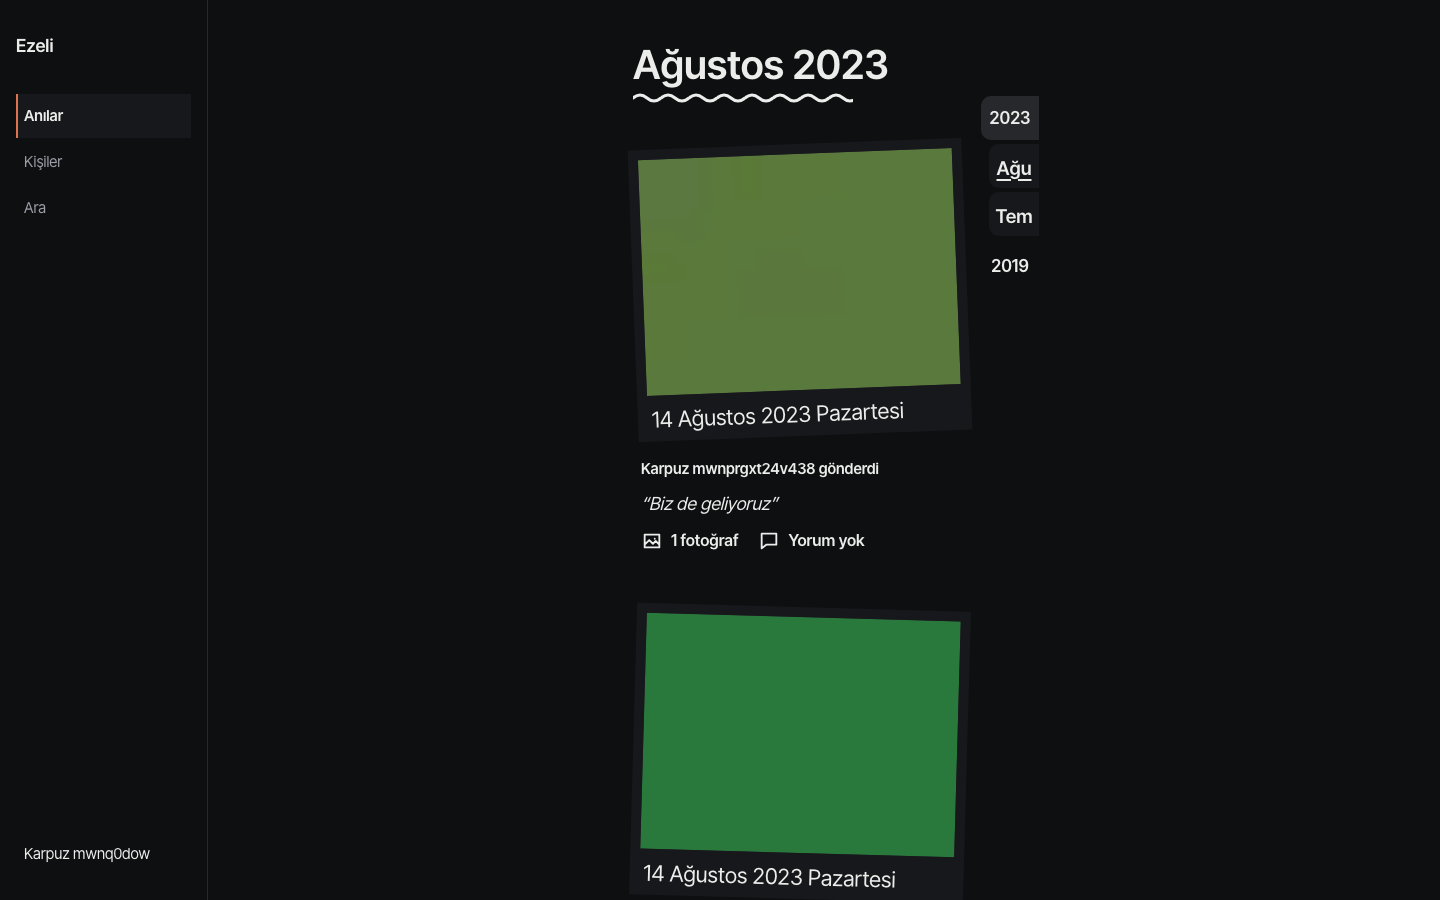 Ezeli
Anılar
Kişiler
Ara
Karpuz mwnq0dow
Ağustos 2023
14 Ağustos 2023 Pazartesi
Karpuz mwnprgxt24v438 gönderdi
“Biz de geliyoruz”
1 fotoğraf
Yorum yok
14 Ağustos 2023 Pazartesi
2023
Ağu
Tem
2019